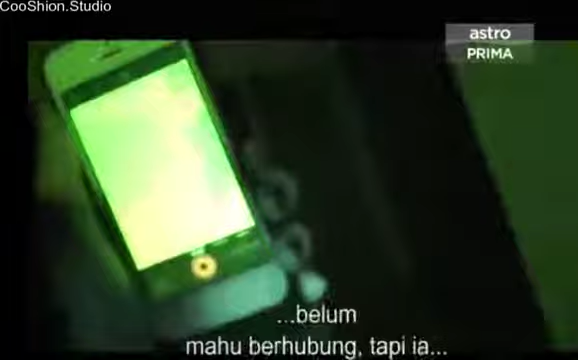 CooShion.Studio
astro
PRIMA
...belum
mahu berhubung, tapi ia...